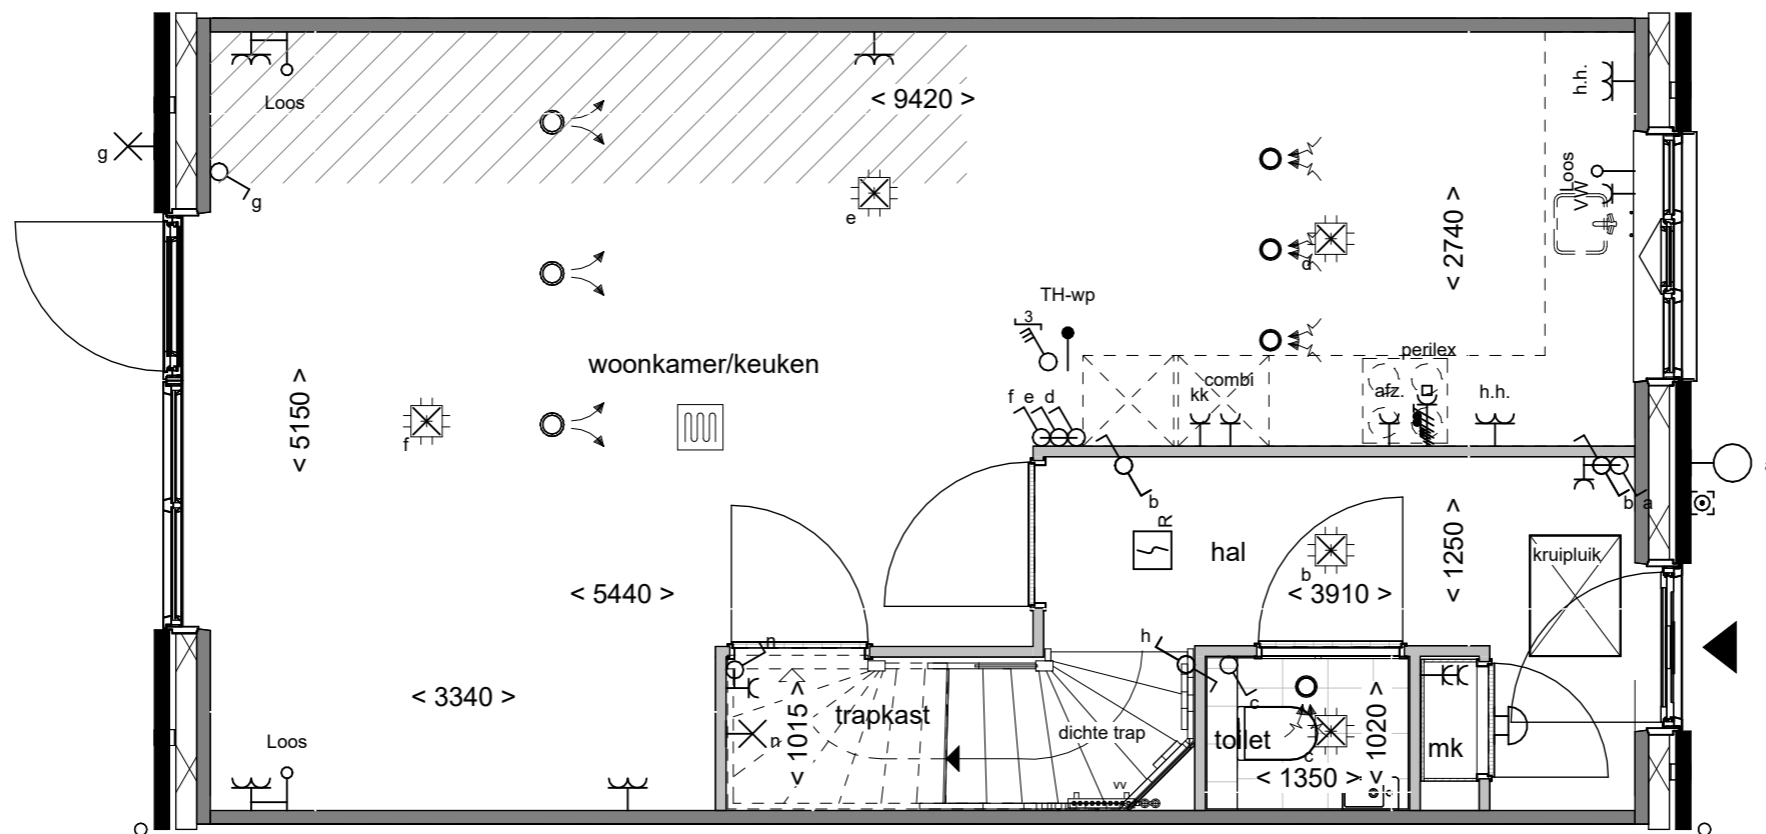 Loos
< 9420 >
h.h.
g
g
e
Loos
VW
d
< 2740 >
TH-wp
3
woonkamer/keuken
perilex
combi
kk
afz.
h.h.
f e d
< 5150 >
f
b
b a
R
hal
b
< 1250 >
kruipluik
< 5440 >
< 3910 >
n
h
< 3340 >
< 1015 >
trapkast
dichte trap
n
c
toilet
c
< 1020 >
mk
Loos
vv
< 1350 >